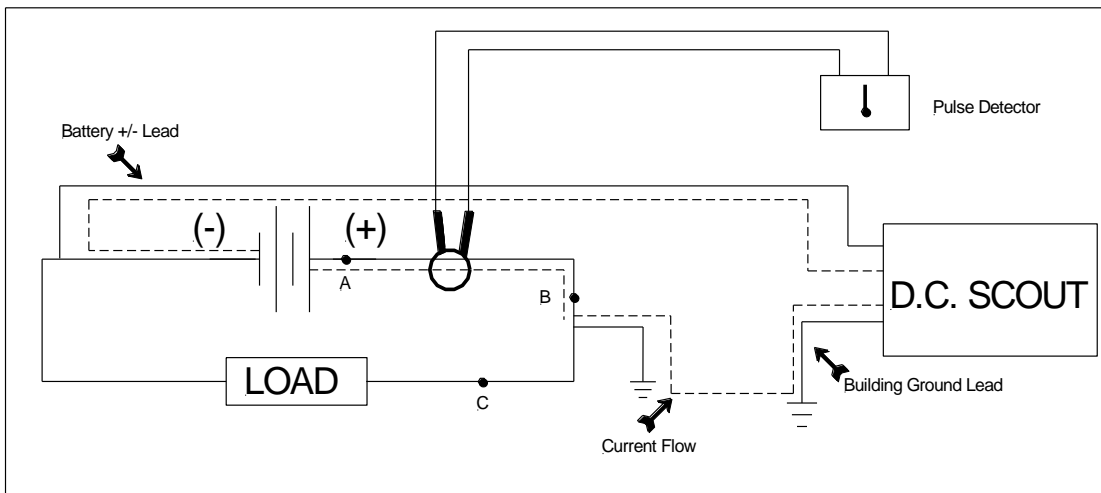 Pulse Detector
Battery +/- Lead
(-)
(+)
A
B
D.C. SCOUT
LOAD
C
Building Ground Lead
Current Flow